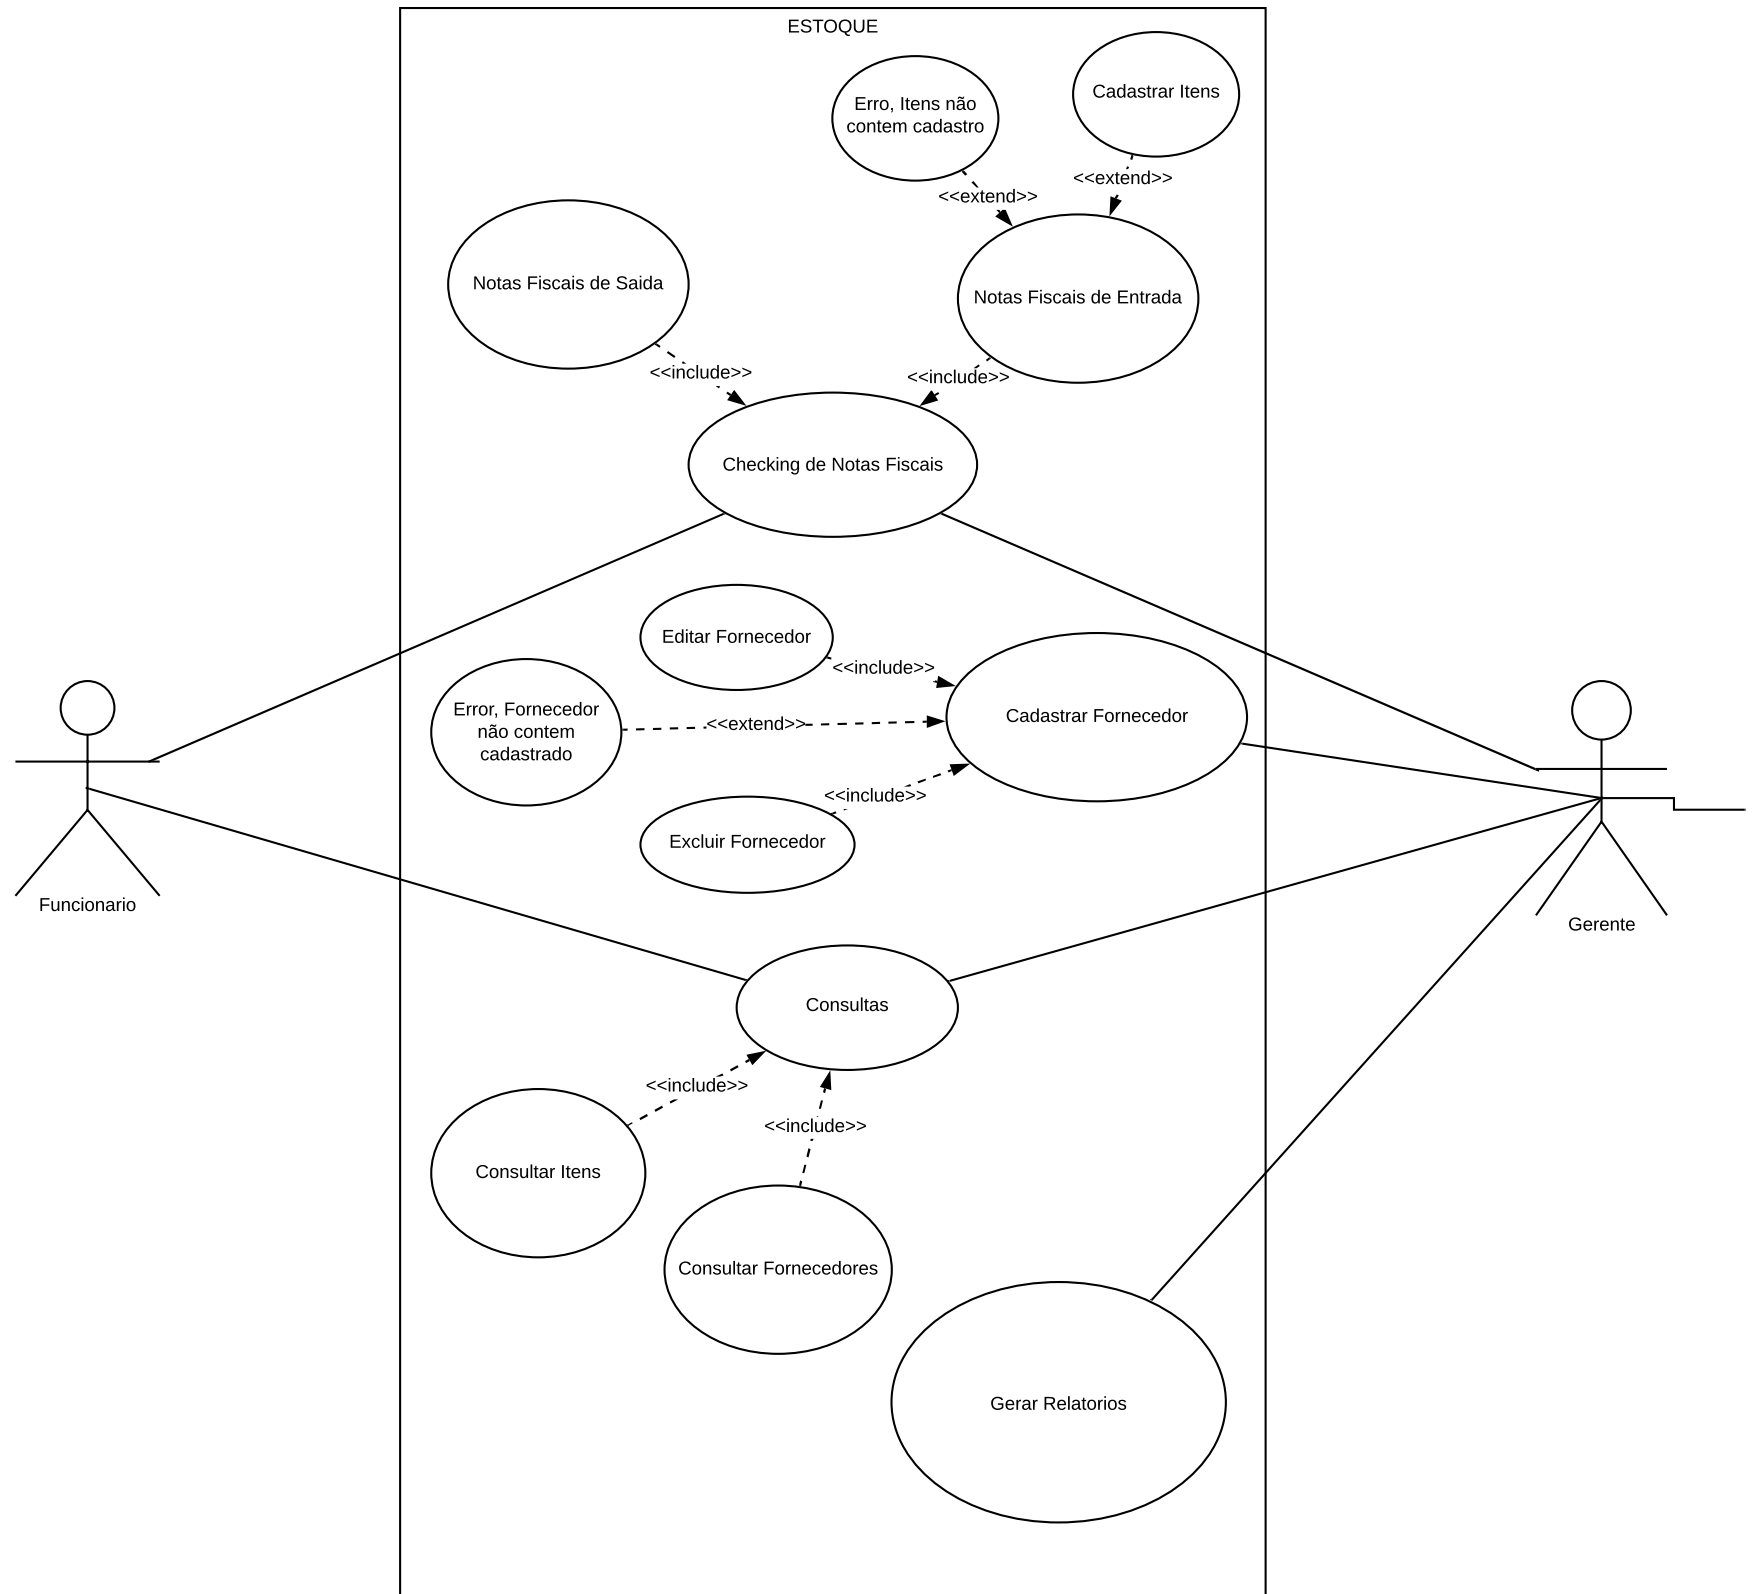 ESTOQUE
Cadastrar Itens
Erro, Itens não
contem cadastro
<<extend>>
<<extend>>
Notas Fiscais de Saida
Notas Fiscais de Entrada
<<include>>
<<include>>
Checking de Notas Fiscais
Editar Fornecedor
<<include>>
Error, Fornecedor
não contem
cadastrado
<<extend>>
Cadastrar Fornecedor
<<include>>
Excluir Fornecedor
Funcionario
Gerente
Consultas
<<include>>
<<include>>
Consultar Itens
Consultar Fornecedores
Gerar Relatorios